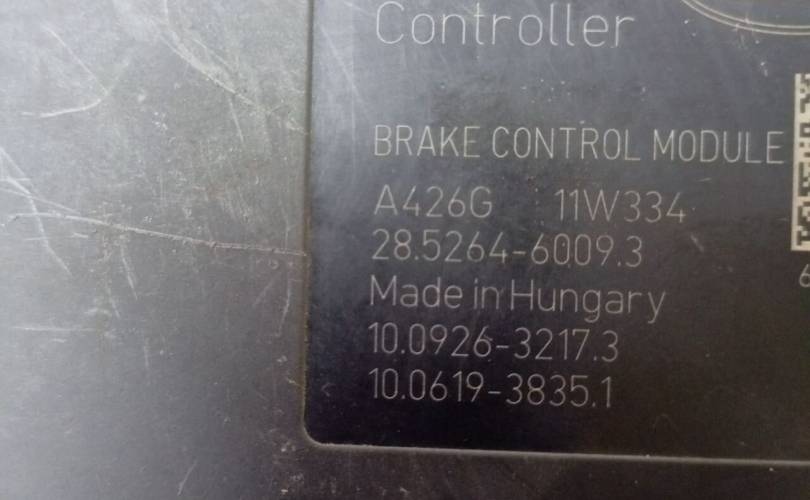 Controller
BRAKE CONTROL MODULE
A426G 11W334
28.5264-6009.3
Made in Hungary
10.0926-3217.3
10.0619-3835.1
6